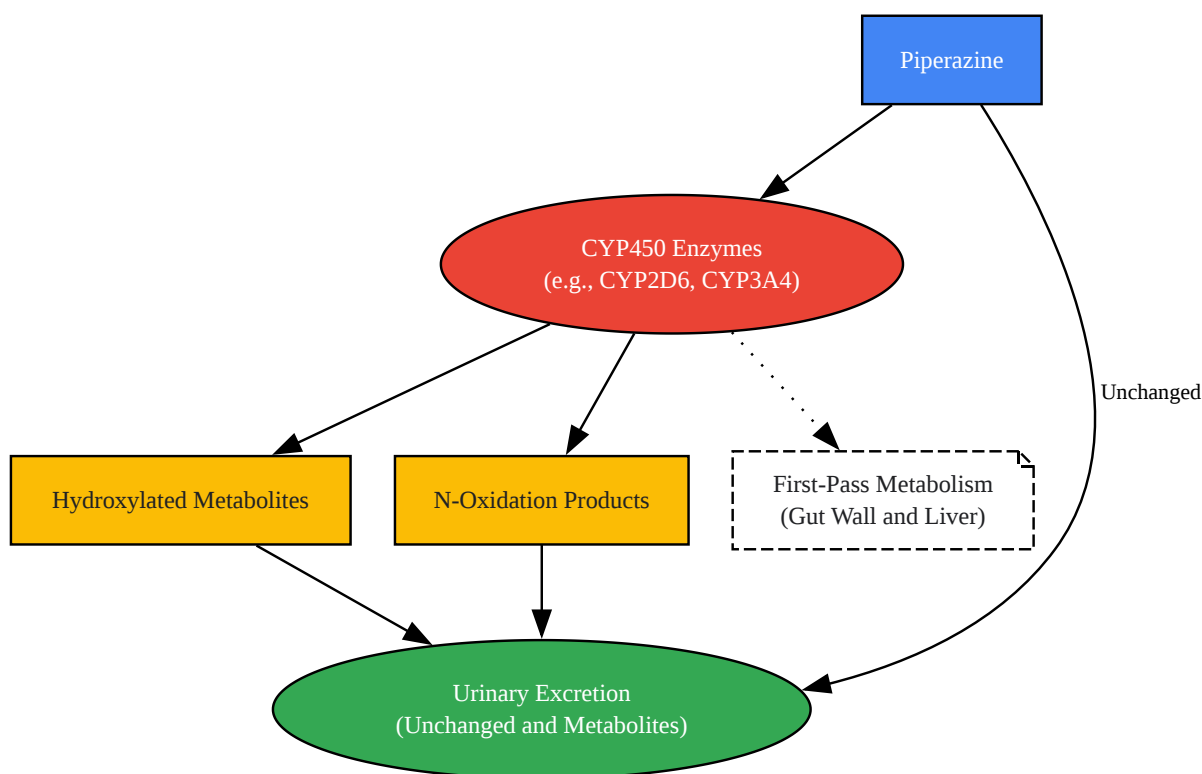 Piperazine
CYP450 Enzymes
(e.g., CYP2D6, CYP3A4)
Unchanged
Hydroxylated Metabolites
N-Oxidation Products
First-Pass Metabolism
(Gut Wall and Liver)
Urinary Excretion
(Unchanged and Metabolites)